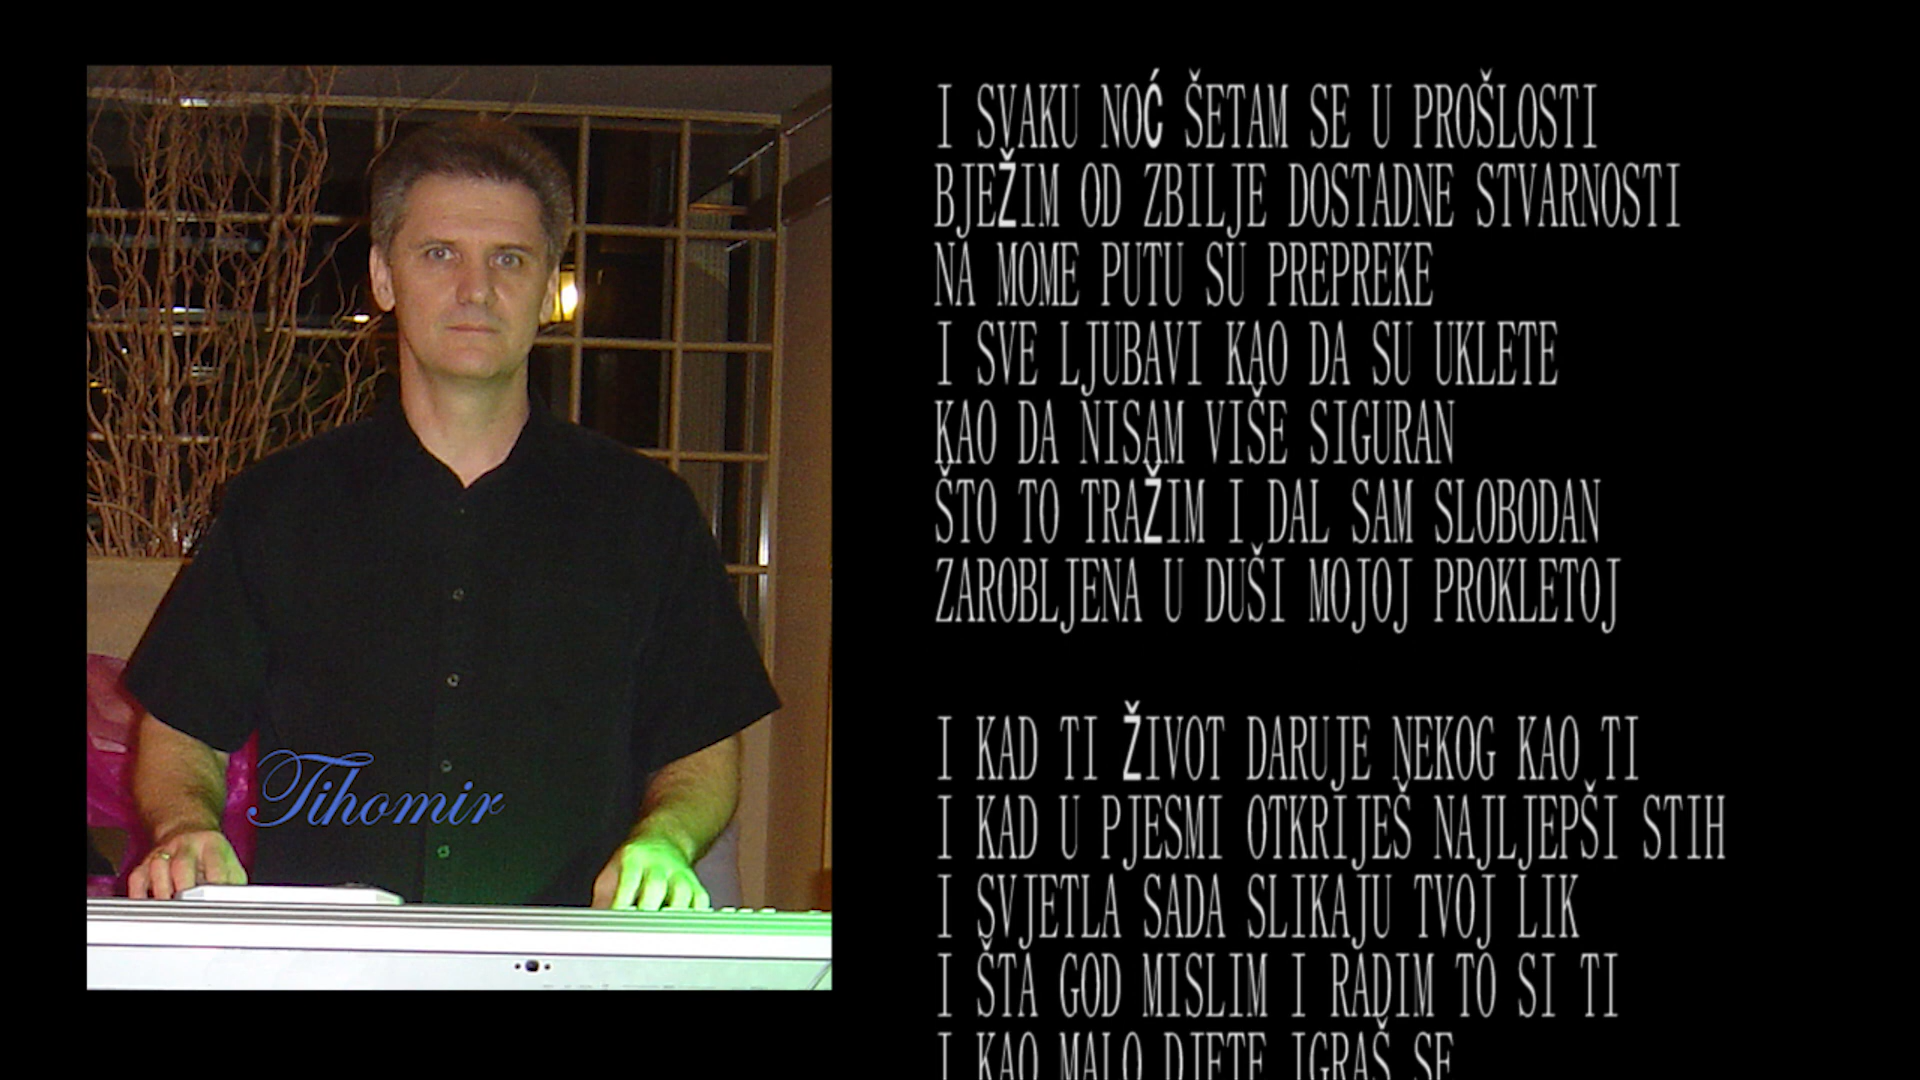 Tihomir
I SVAKU NOĆ ŠETAM SE U PROŠLOSTI
BJEŽIM OD ZBILJE DOSTADNE STVARNOSTI
NA MOME PUTU SU PREPREKE
I SVE LJUBAVI KAO DA SU UKLETE
KAO DA NISAM VIŠE SIGURAN
ŠTO TO TRAŽIM I DAL SAM SLOBODAN
ZAROBLJENA U DUŠI MOJOJ PROKLETOJ
I KAD TI ŽIVOT DARUJE NEKOG KAO TI
I KAD U PJESMI OTKRIJEŠ NAJLJEPŠI STIH
I SVJETLA SADA SLIKAJU TVOJ LIK
I ŠTA GOD MISLIM I RADIM TO SI TI
I KAO MALO DJETE IGRAŠ SE